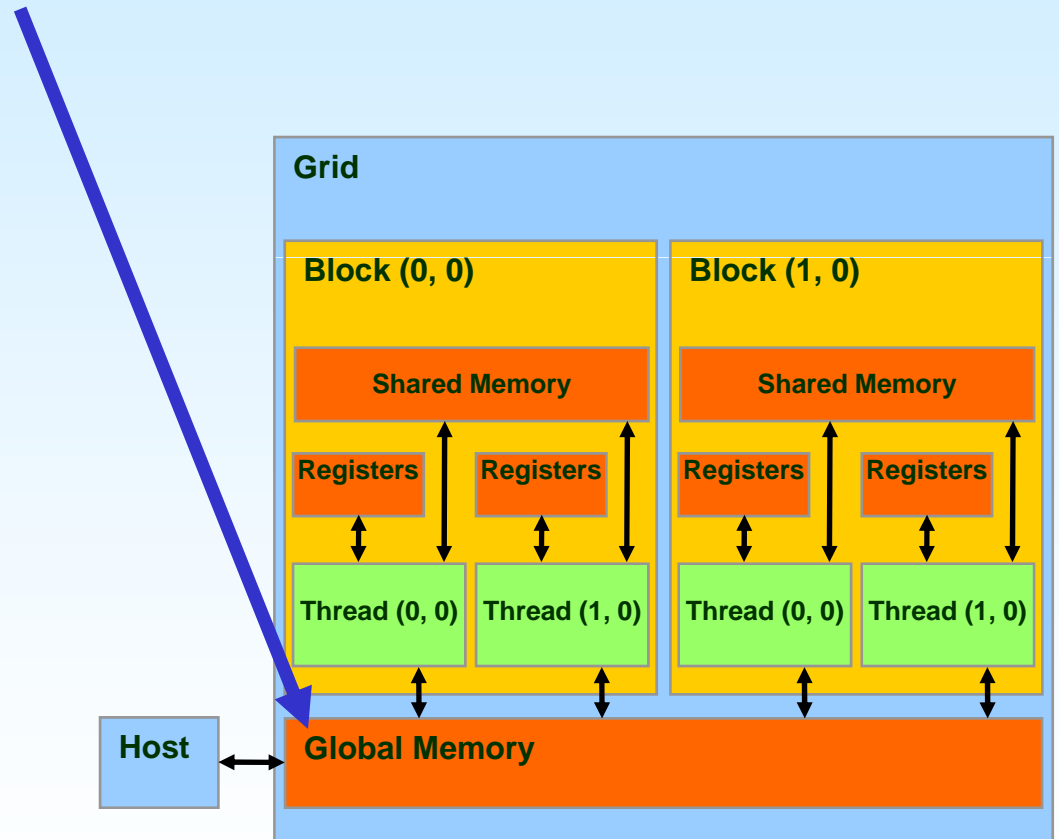 Grid
Block (0, 0)
Block (1, 0)
Shared Memory
Shared Memory
Registers
Registers
Registers
Registers
Thread (0, 0)
Thread (1, 0)
Thread (0, 0)
Thread (1, 0)
Host
Global Memory